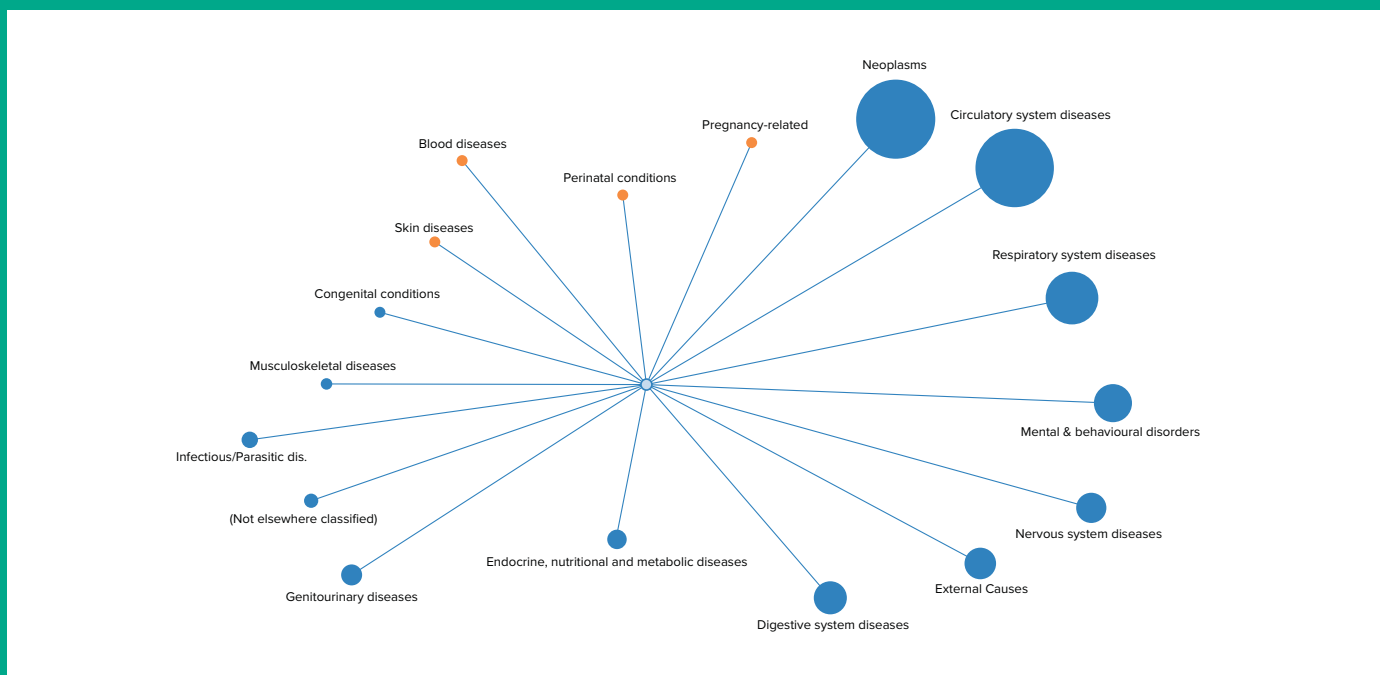 Neoplasms
Circulatory system diseases
Pregnancy-related
Blood diseases
Perinatal conditions
Skin diseases
Respiratory system diseases
Congenital conditions
Musculoskeletal diseases
Mental & behavioural disorders
Infectious/Parasitic dis.
(Not elsewhere classified)
Nervous system diseases
Endocrine, nutritional and metabolic diseases
External Causes
Genitourinary diseases
Digestive system diseases